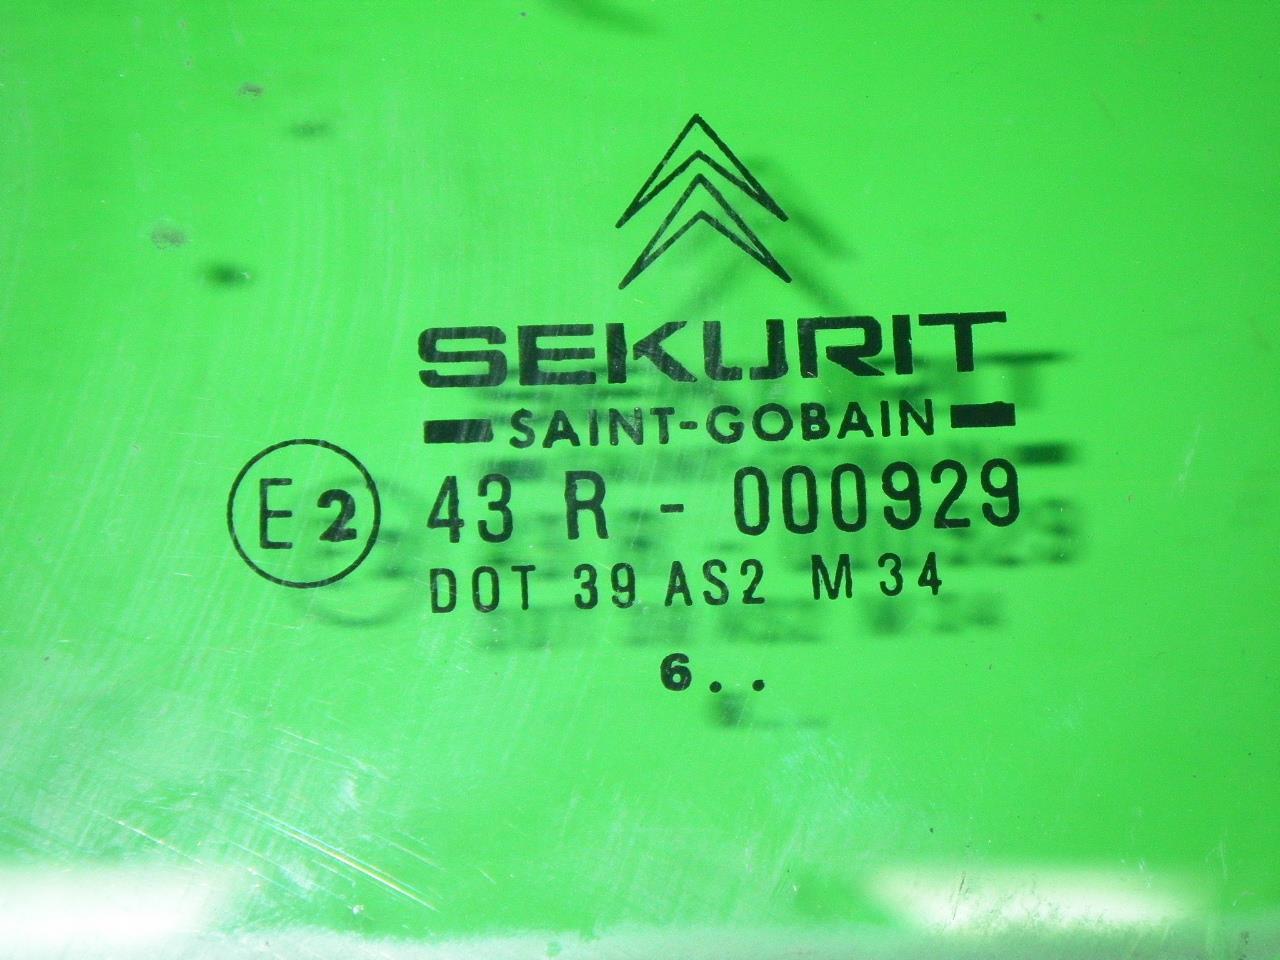 SEKURIT
SAINT-GOBAIN
E2 43 R - 000929
DOT 39 AS2 M 34
6..